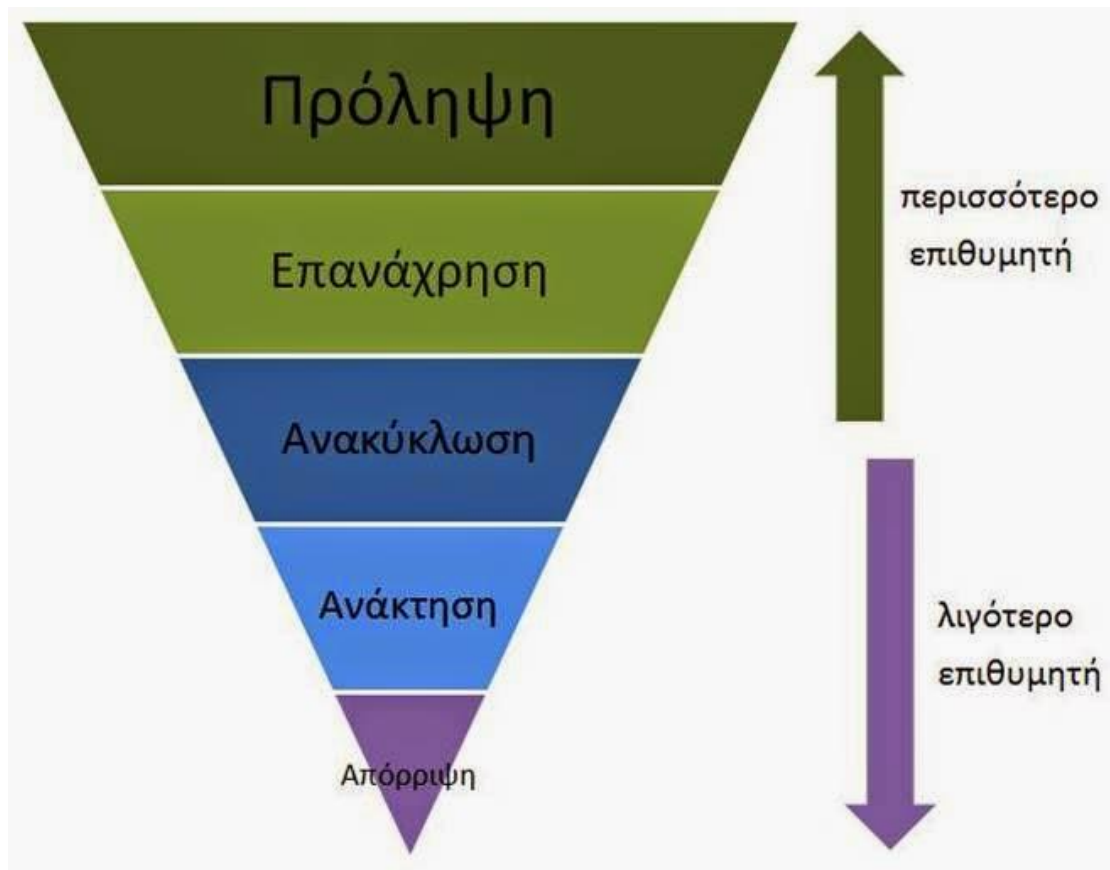 Πρόληψη
Επανάχρηση
Ανακύκλωση
Ανάκτηση
Απόρριψη
περισσότερο
επιθυμητή
λιγότερο
επιθυμητή